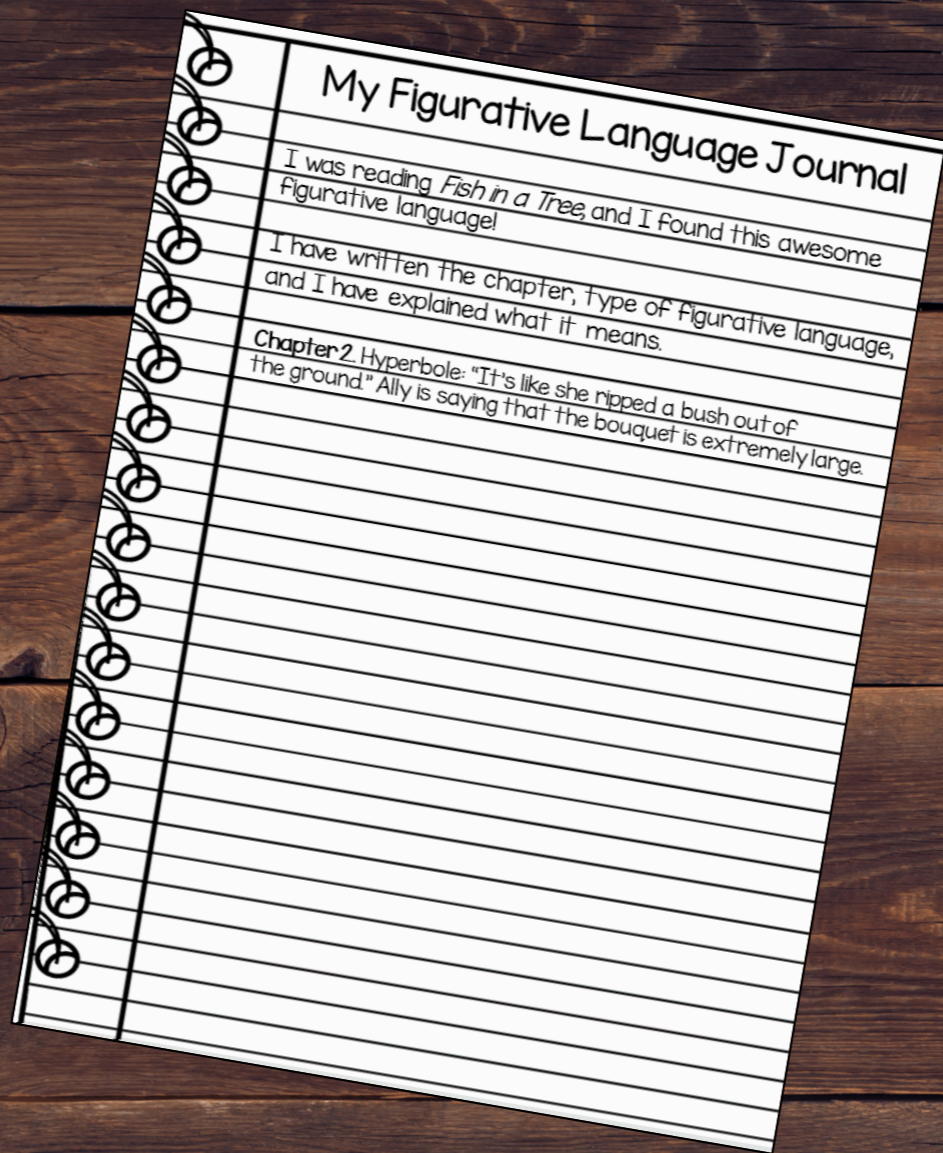 My Figurative Language Journal
I was reading Fish in a Tree, and I found this awesome
figurative language!
I have written the chapter, type of figurative language,
and I have explained what it means.
Chapter 2. Hyperbole: "It's like she ripped a bush out of
the ground." Ally is saying that the bouquet is extremely large.